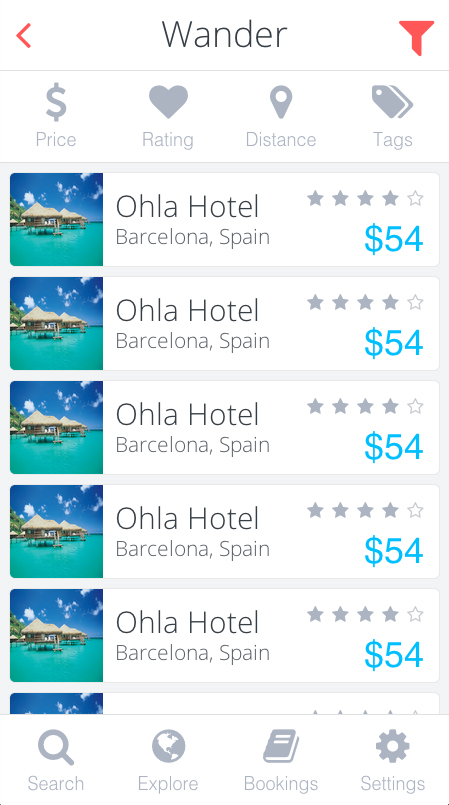 Wander
Price Rating Distance Tags
Ohla Hotel
Barcelona, Spain
$54
Ohla Hotel
Barcelona, Spain
$54
Ohla Hotel
Barcelona, Spain
$54
Ohla Hotel
Barcelona, Spain
$54
Ohla Hotel
Barcelona, Spain
$54
Search Explore Bookings Settings